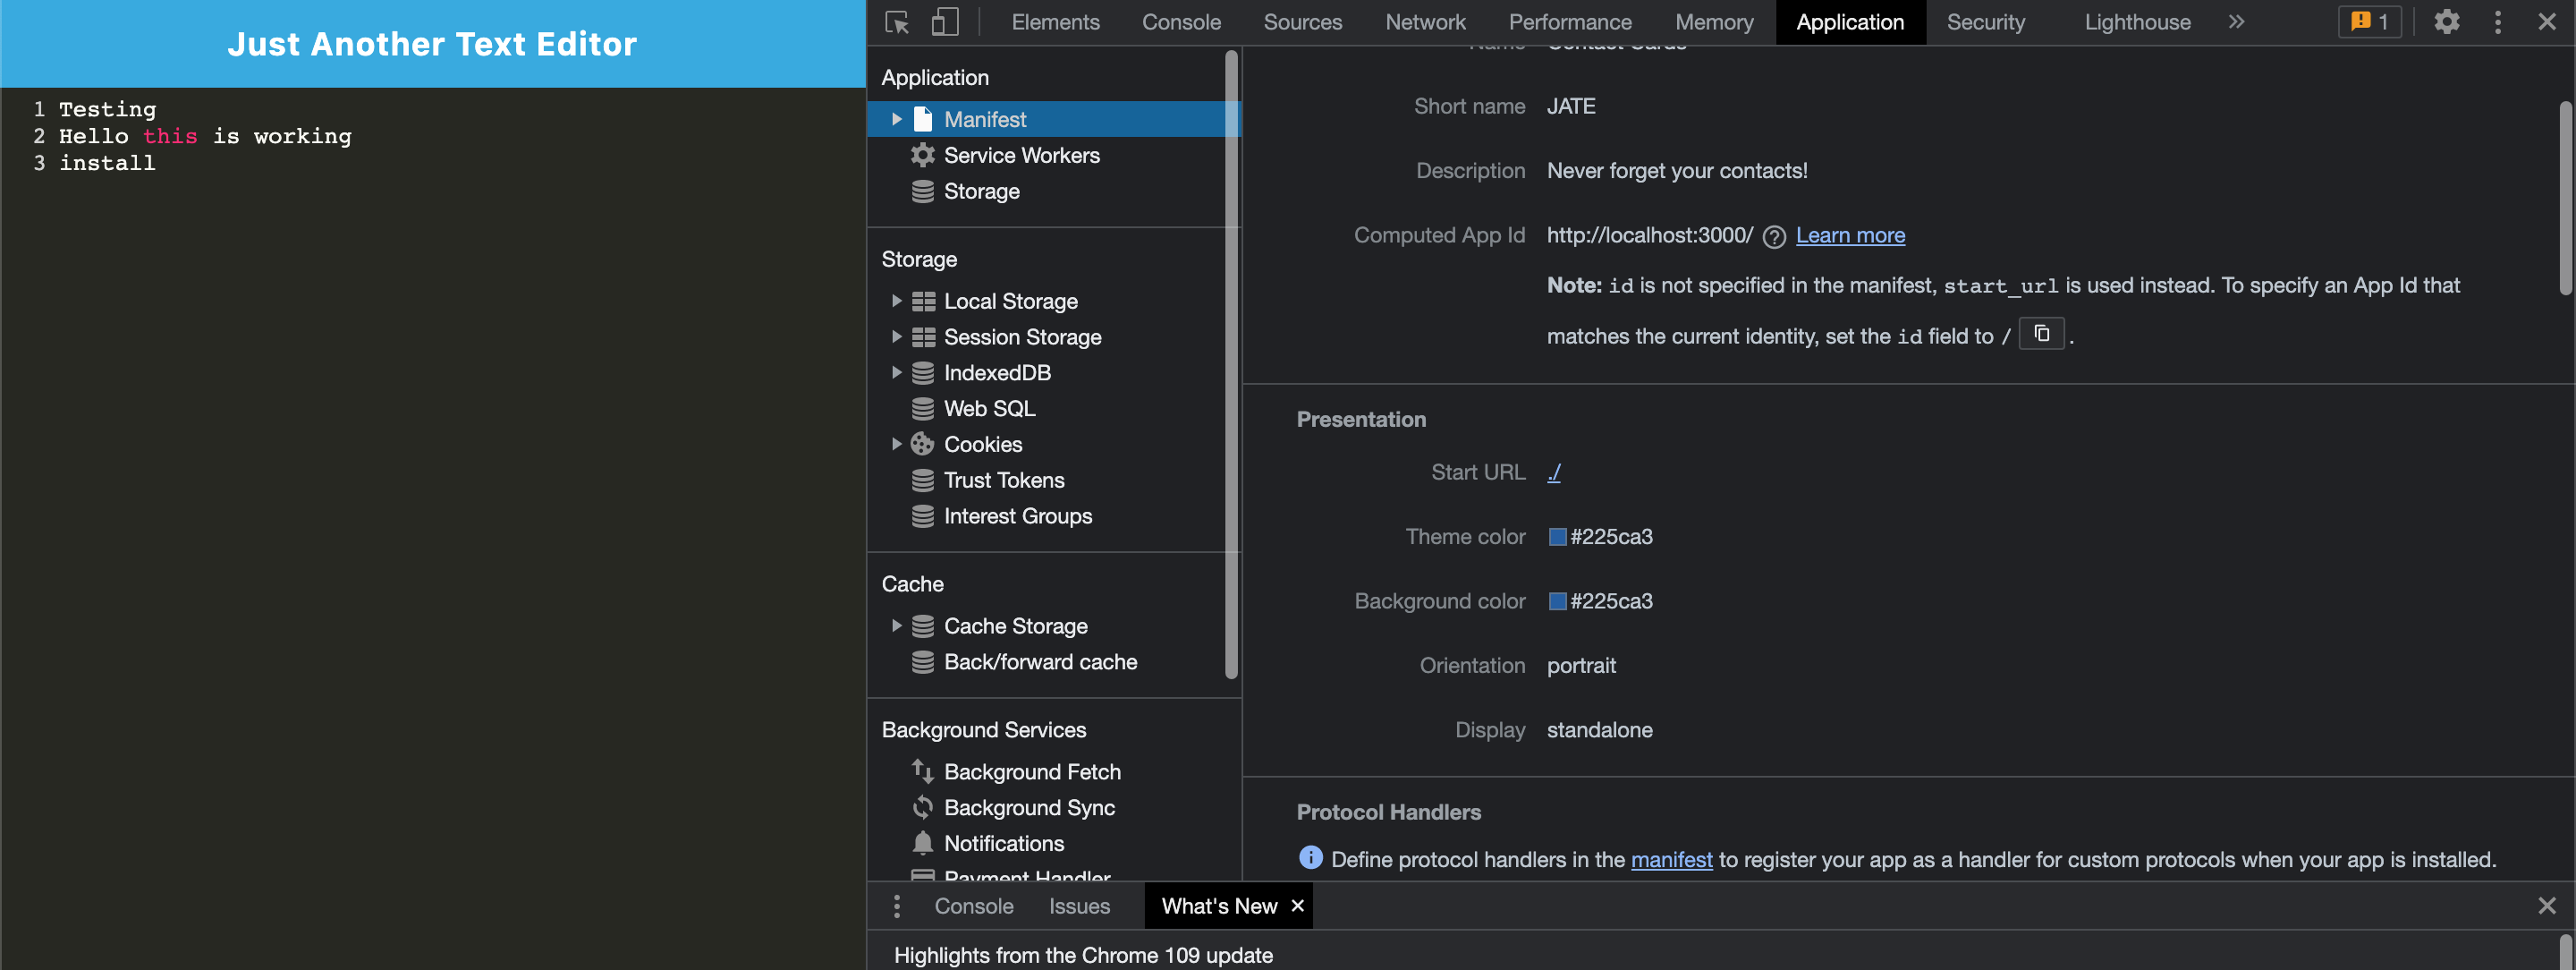 Just Another Text Editor
1 Testing
2 Hello this is working
3 install
Elements Console Sources Network Performance Memory Application Security Lighthouse » 1
Application
Manifest
Service Workers
Storage
Storage
Local Storage
Session Storage
IndexedDB
Web SQL
Cookies
Trust Tokens
Interest Groups
Cache
Cache Storage
Back/forward cache
Background Services
Background Fetch
Background Sync
Notifications
Payment Handler
Name Contact Cards
Short name JATE
Description Never forget your contacts!
Computed App Id http://localhost:3000/ ? Learn more
Note: id is not specified in the manifest, start_url is used instead. To specify an App Id that
matches the current identity, set the id field to / .
Presentation
Start URL ./
Theme color #225ca3
Background color #225ca3
Orientation portrait
Display standalone
Protocol Handlers
Define protocol handlers in the manifest to register your app as a handler for custom protocols when your app is installed.
Console Issues What's New ×
Highlights from the Chrome 109 update